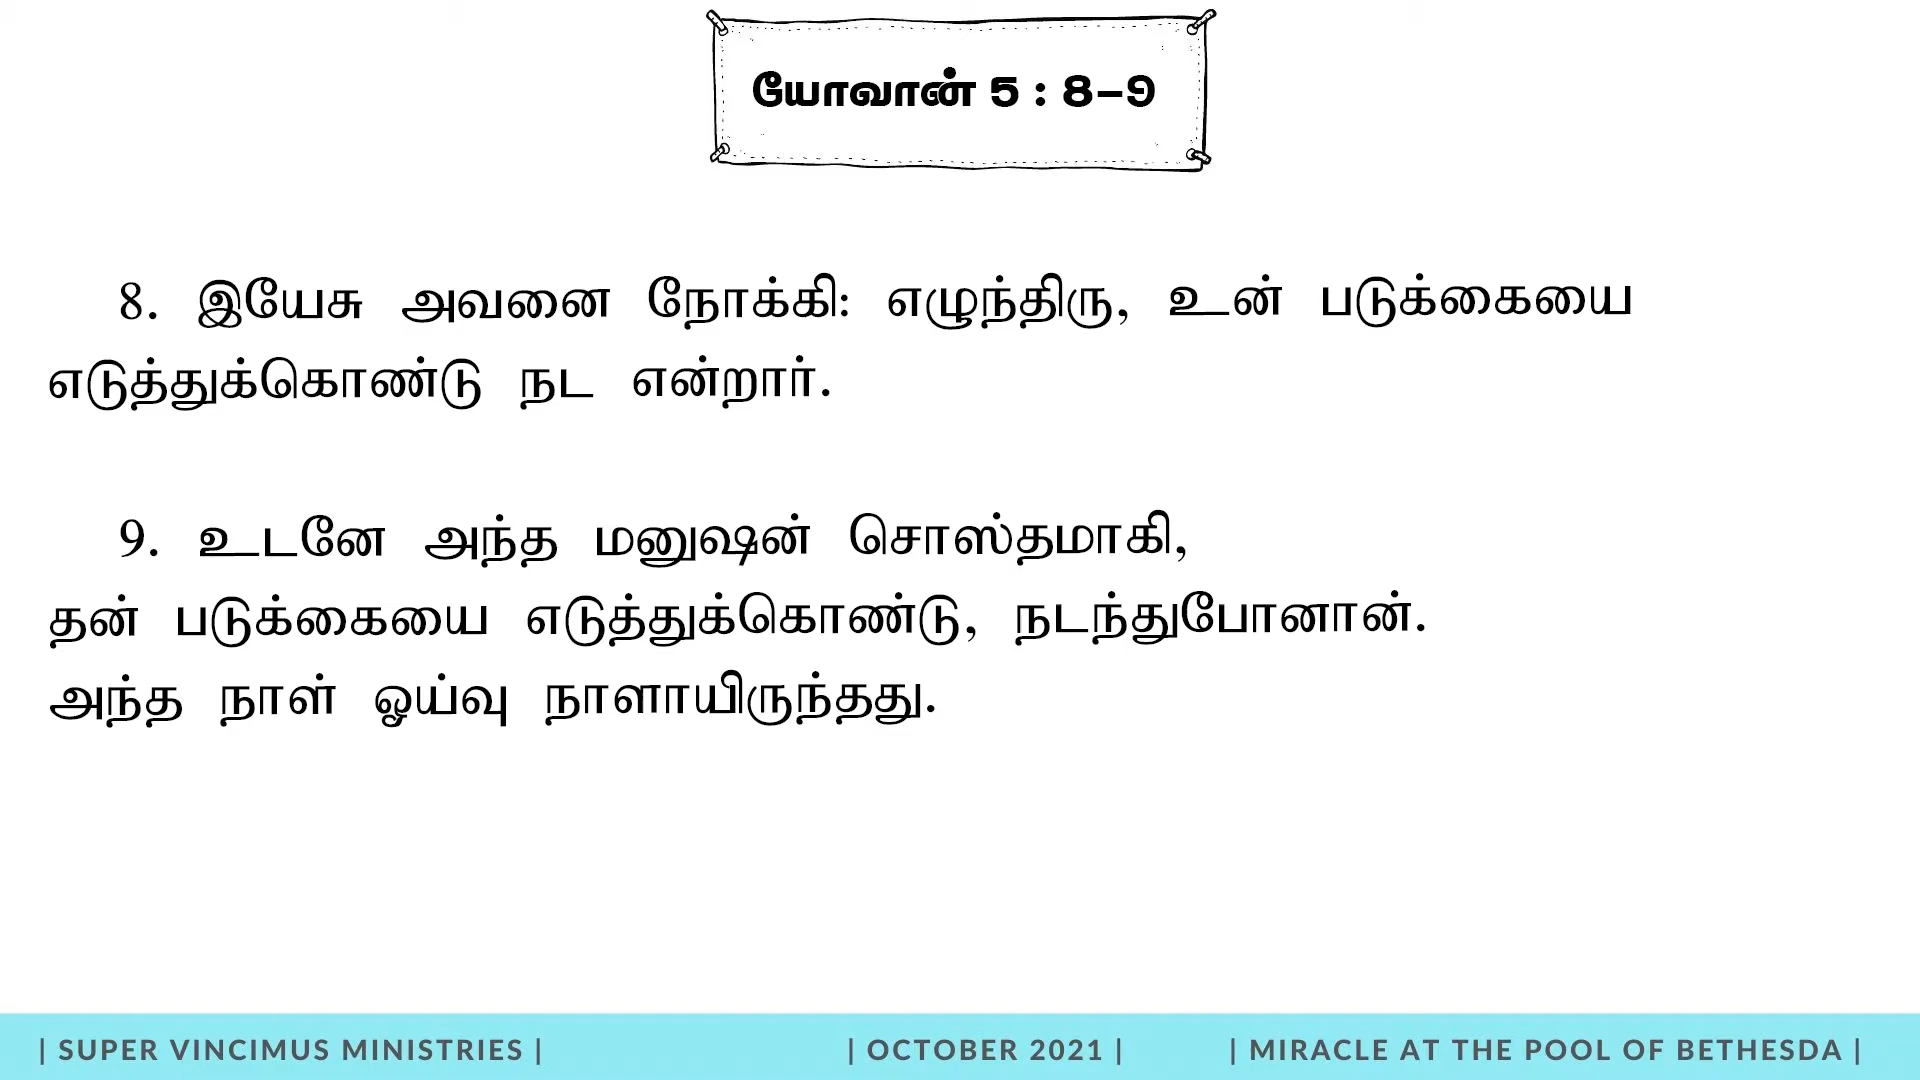 யோவான் 5 : 8-9
8. இயேசு அவனை நோக்கி: எழுந்திரு, உன் படுக்கையை
எடுத்துக்கொண்டு நட என்றார்.
9. உடனே அந்த மனுஷன் சொஸ்தமாகி,
தன் படுக்கையை எடுத்துக்கொண்டு, நடந்துபோனான்.
அந்த நாள் ஓய்வு நாளாயிருந்தது.
| SUPER VINCIMUS MINISTRIES | | OCTOBER 2021 | | MIRACLE AT THE POOL OF BETHESDA |